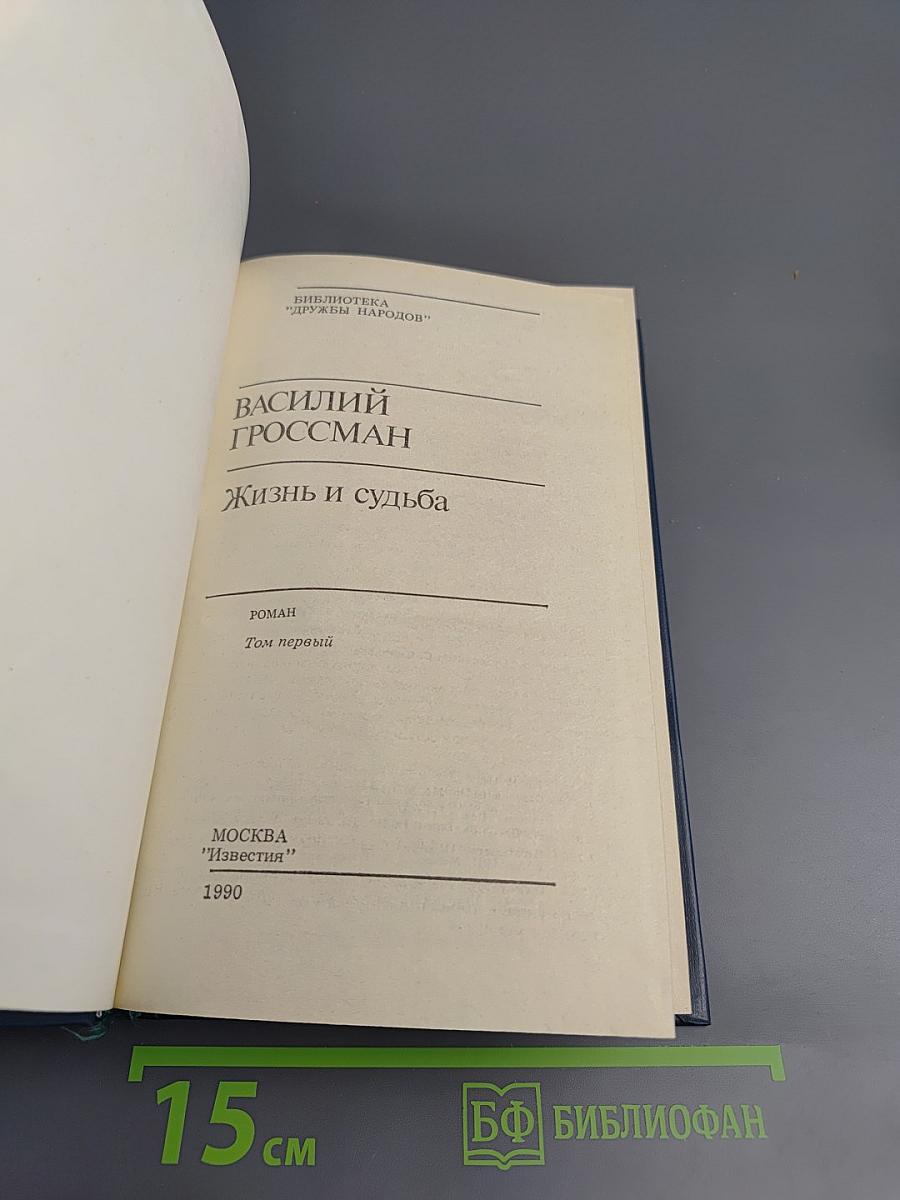 БИБЛИОТЕКА
"ДРУЖБЫ НАРОДОВ"
ВАСИЛИЙ
ГРОССМАН
Жизнь и судьба
РОМАН
Том первый
МОСКВА
"Известия"
1990
15 СМ
БФ БИБЛИОФАН